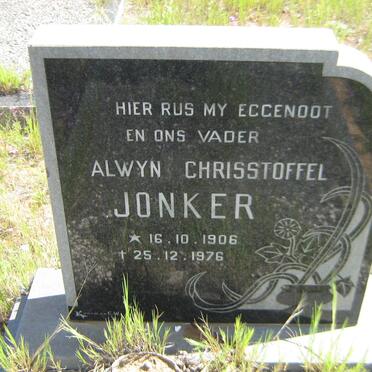 HIER RUS MY EGGENOOT
EN ONS VADER
ALWYN CHRISSTOFFEL
JONKER
* 16.10.1906
† 25.12.1976